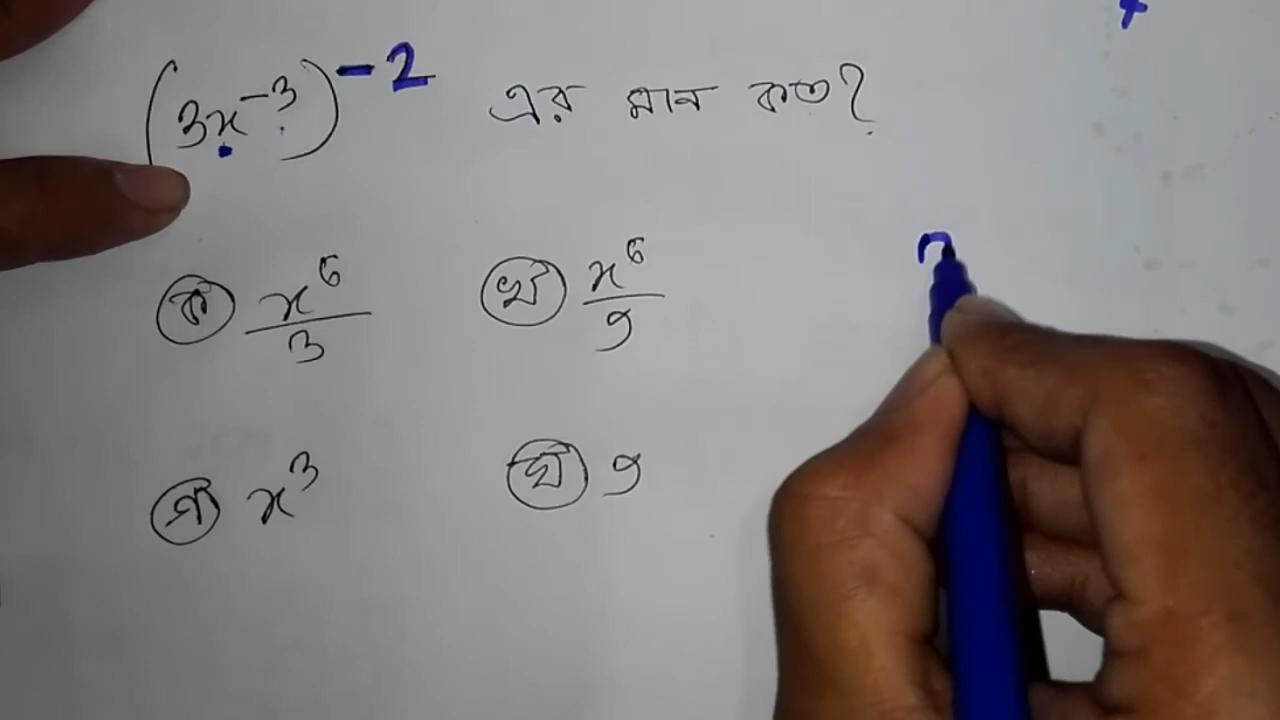 (3x⁻³)⁻² এর মান কত?
(ক) x⁶/3 (খ) x⁶/9
(গ) x³ (ঘ) 9